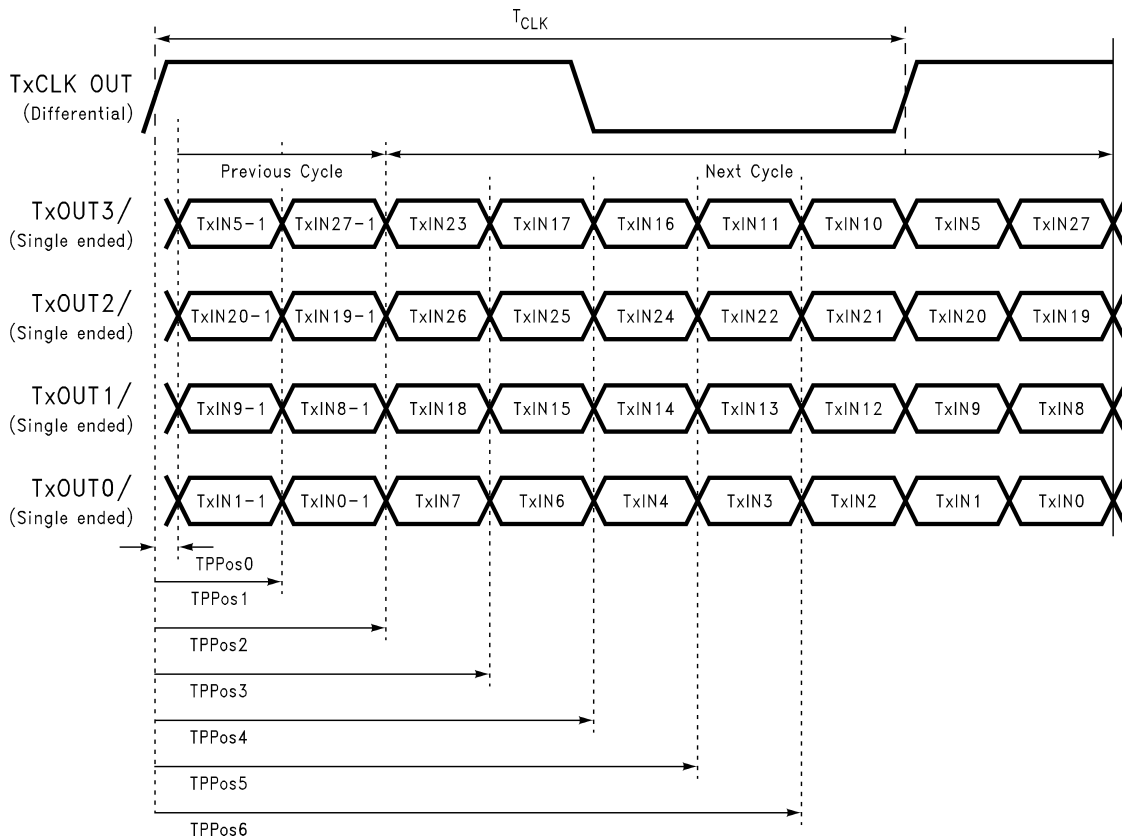 TCLK
TxCLK OUT
(Differential)
Previous Cycle
Next Cycle
TxOUT3/
(Single ended)
TxIN5-1 TxIN27-1 TxIN23 TxIN17 TxIN16 TxIN11 TxIN10 TxIN5 TxIN27
TxOUT2/
(Single ended)
TxIN20-1 TxIN19-1 TxIN26 TxIN25 TxIN24 TxIN22 TxIN21 TxIN20 TxIN19
TxOUT1/
(Single ended)
TxIN9-1 TxIN8-1 TxIN18 TxIN15 TxIN14 TxIN13 TxIN12 TxIN9 TxIN8
TxOUT0/
(Single ended)
TxIN1-1 TxIN0-1 TxIN7 TxIN6 TxIN4 TxIN3 TxIN2 TxIN1 TxIN0
TPPos0
TPPos1
TPPos2
TPPos3
TPPos4
TPPos5
TPPos6